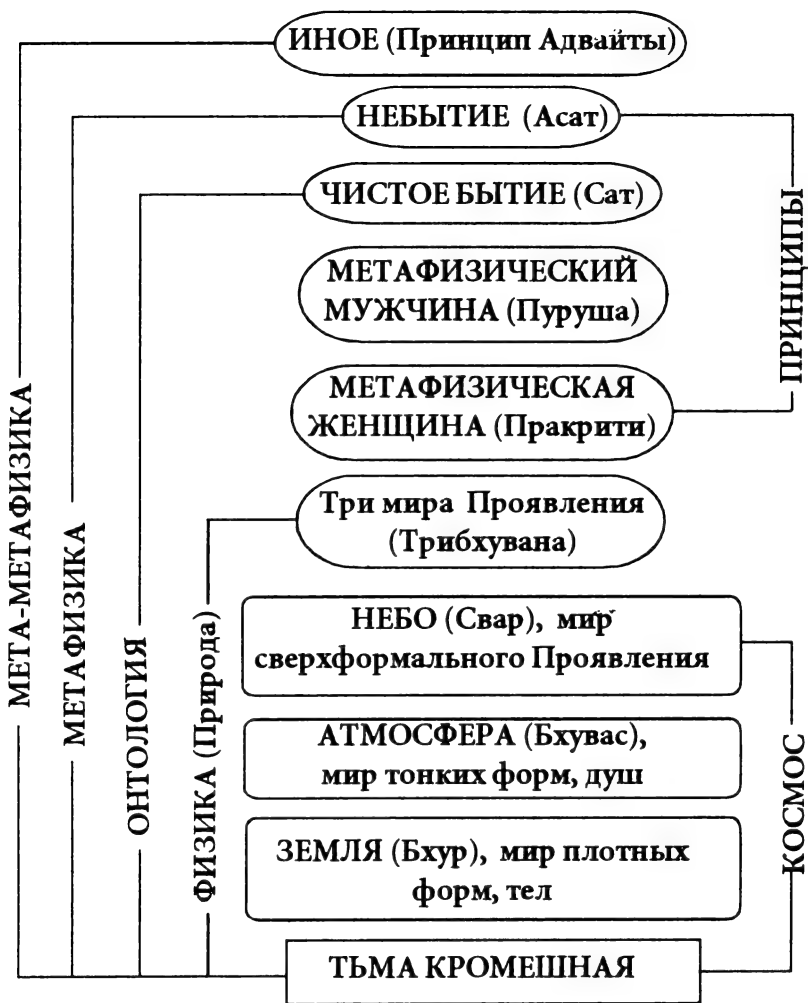 ИНОЕ (Принцип Адвайты)
НЕБЫТИЕ (Асат)
ЧИСТОЕ БЫТИЕ (Сат)
МЕТАФИЗИЧЕСКИЙ
МУЖЧИНА (Пуруша)
МЕТАФИЗИЧЕСКАЯ
ЖЕНЩИНА (Пракрити)
Три мира Проявления
(Трибхувана)
НЕБО (Свар), мир
сверхформального Проявления
АТМОСФЕРА (Бхувас),
мир тонких форм, душ
ЗЕМЛЯ (Бхур), мир плотных
форм, тел
ТЬМА КРОМЕШНАЯ
МЕТА-МЕТАФИЗИКА
МЕТАФИЗИКА
ОНТОЛОГИЯ
ФИЗИКА (Природа)
ПРИНЦИПЫ
КОСМОС